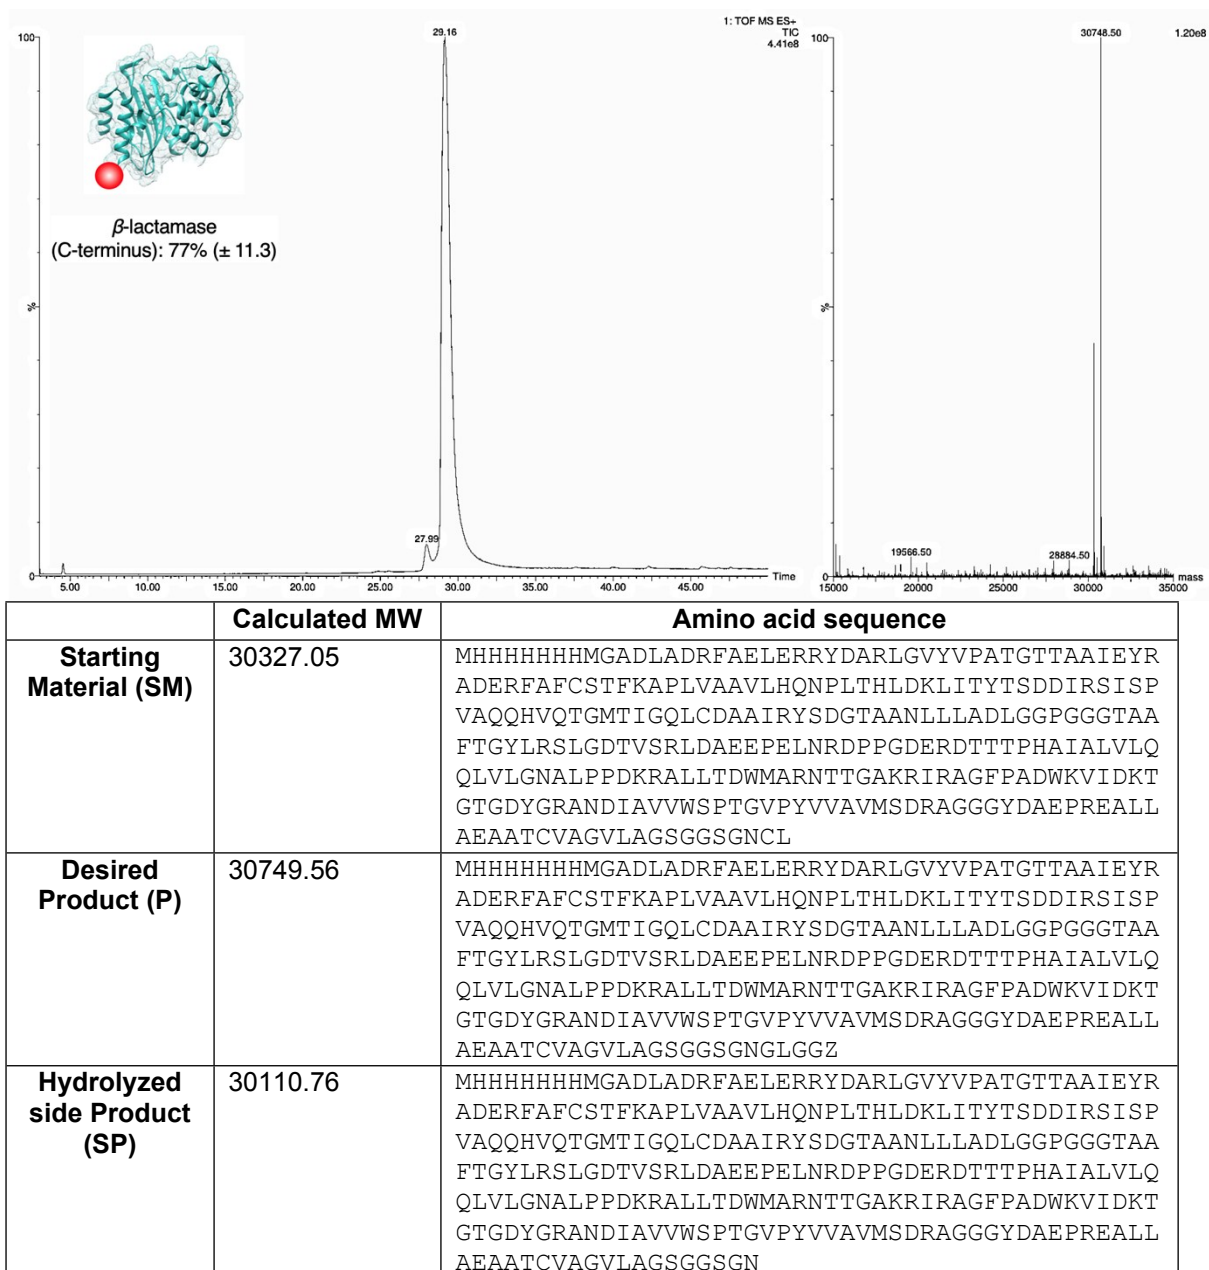 1: TOF MS ES+
TIC
4.41e8
100
29.16
β-lactamase
(C-terminus): 77% (± 11.3)
%
27.99
0
5.00 10.00 15.00 20.00 25.00 30.00 35.00 40.00 45.00
Time
100
30748.50
1.20e8
%
19566.50
28884.50
0
15000 20000 25000 30000 35000
mass
Calculated MW Amino acid sequence
Starting Material (SM)
30327.05
MHHHHHHHMGADLADRFAELERRYDARLGVYVPATGTTAAIEYR
ADERFAFCSTFKAPLVAAVLHQNPLTHLDKLITYTSDDIRSISP
VAQQHVQTGMTIGQLCDAAIRYSDGTAANLLLADLGGPGGGTAA
FTGYLRSLGDTVSRLDAEEPELNRDPPGDERDTTTPHAIALVLQ
QLVLGNALPPDKRALLTDWMARNTTGAKRIRAGFPADWKVIDKT
GTGDYGRANDIAVVWSPTGVPYVVAVMSDRAGGGYDAEPREALL
AEAATCVAGVLAGSGGSGNCL
Desired Product (P)
30749.56
MHHHHHHHMGADLADRFAELERRYDARLGVYVPATGTTAAIEYR
ADERFAFCSTFKAPLVAAVLHQNPLTHLDKLITYTSDDIRSISP
VAQQHVQTGMTIGQLCDAAIRYSDGTAANLLLADLGGPGGGTAA
FTGYLRSLGDTVSRLDAEEPELNRDPPGDERDTTTPHAIALVLQ
QLVLGNALPPDKRALLTDWMARNTTGAKRIRAGFPADWKVIDKT
GTGDYGRANDIAVVWSPTGVPYVVAVMSDRAGGGYDAEPREALL
AEAATCVAGVLAGSGGSGNGLGGZ
Hydrolyzed side Product (SP)
30110.76
MHHHHHHHMGADLADRFAELERRYDARLGVYVPATGTTAAIEYR
ADERFAFCSTFKAPLVAAVLHQNPLTHLDKLITYTSDDIRSISP
VAQQHVQTGMTIGQLCDAAIRYSDGTAANLLLADLGGPGGGTAA
FTGYLRSLGDTVSRLDAEEPELNRDPPGDERDTTTPHAIALVLQ
QLVLGNALPPDKRALLTDWMARNTTGAKRIRAGFPADWKVIDKT
GTGDYGRANDIAVVWSPTGVPYVVAVMSDRAGGGYDAEPREALL
AEAATCVAGVLAGSGGSGN